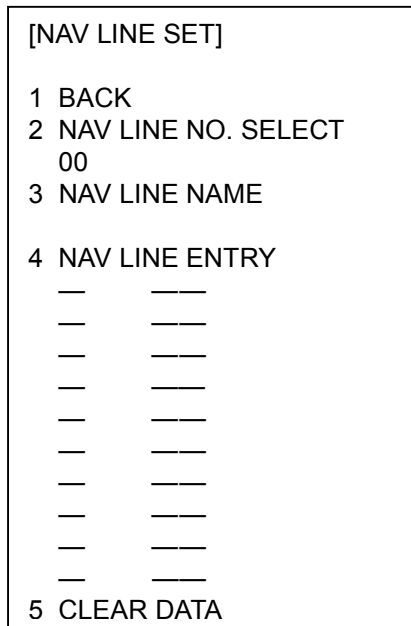 [NAV LINE SET]
1 BACK
2 NAV LINE NO. SELECT
00
3 NAV LINE NAME
4 NAV LINE ENTRY
— ——
— ——
— ——
— ——
— ——
— ——
— ——
— ——
— ——
— ——
5 CLEAR DATA